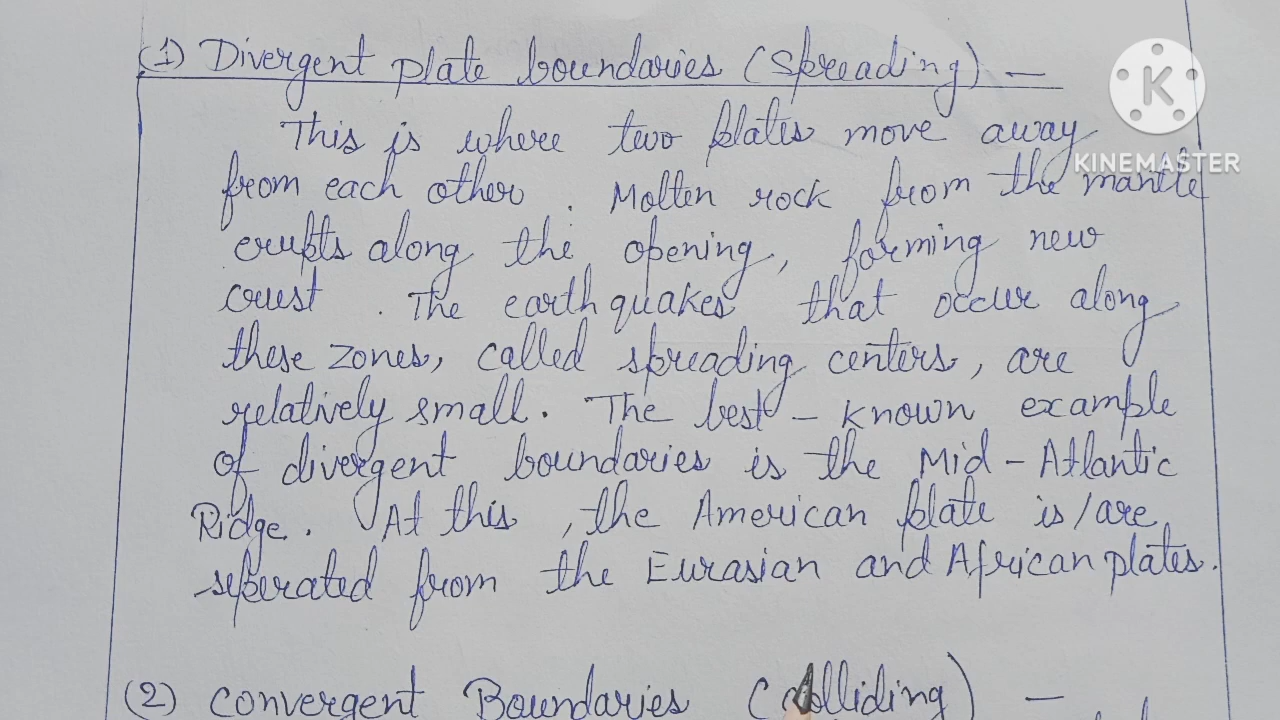 (1) Divergent plate boundaries (Spreading) —
K
KINEMASTER
This is where two plates move away
from each other. Molten rock from the mantle
erupts along the opening, forming new
crust. The earthquakes that occur along
these zones, called spreading centers, are
relatively small. The best-known example
of divergent boundaries is the Mid-Atlantic
Ridge. At this, the American plate is/are
seperated from the Eurasian and African plates.
(2) Convergent Boundaries (Colliding) —